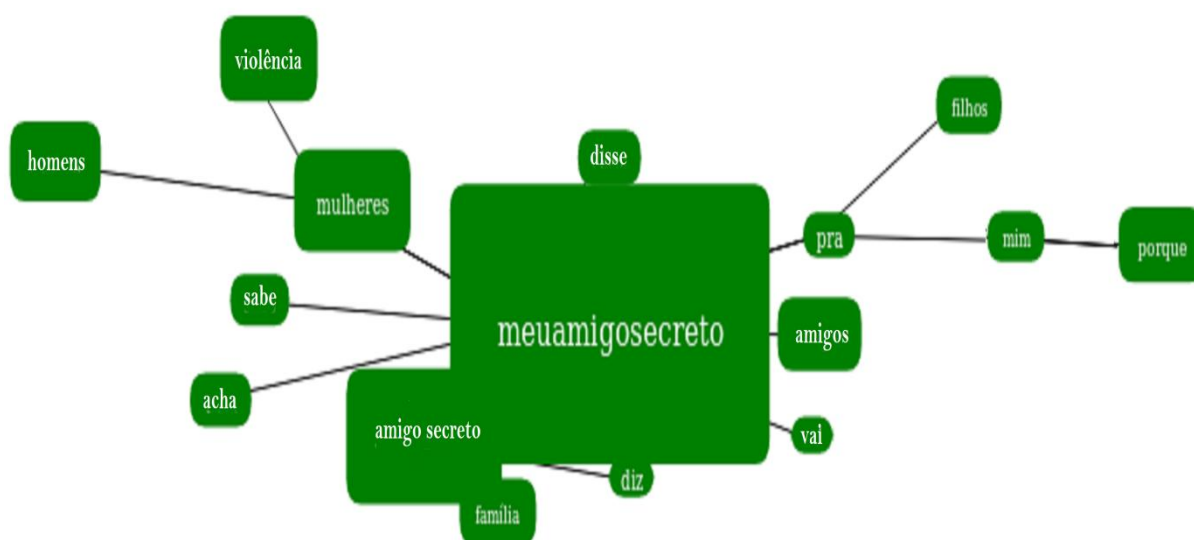 violência
filhos
disse
homens
mulheres
pra
mim
porque
sabe
meuamigosecreto
amigos
acha
amigo secreto
vai
diz
família